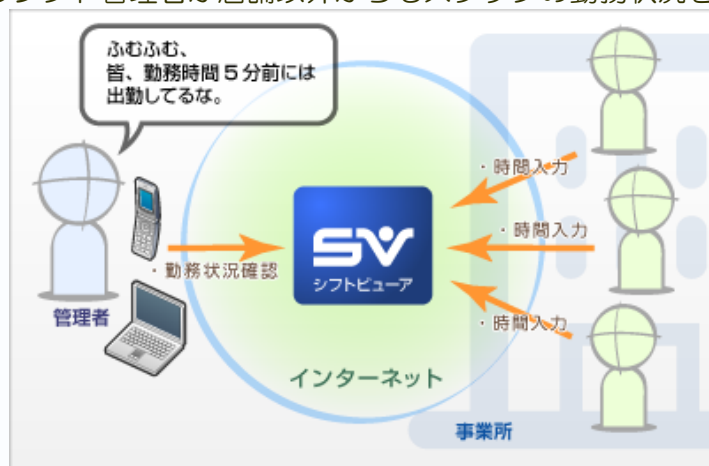 ふむふむ、
皆、勤務時間5分前には
出勤してるな。
・時間入力
・時間入力
・勤務状況確認
SV
シフトビューア
管理者
・時間入力
インターネット
事業所